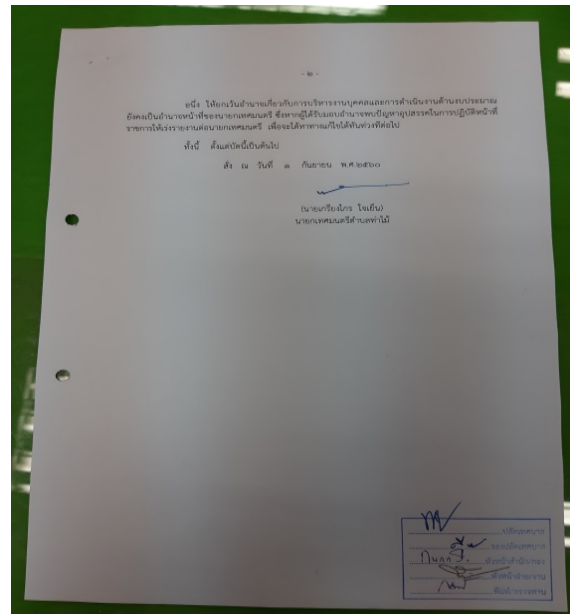 - ๒ -
อนึ่ง ให้ยกเว้นอำนาจเกี่ยวกับการบริหารงานบุคคลและการดำเนินงานด้านงบประมาณ
ยังคงเป็นอำนาจหน้าที่ของนายกเทศมนตรี ซึ่งหากผู้ได้รับมอบอำนาจพบปัญหาอุปสรรคในการปฏิบัติหน้าที่
ราชการให้เร่งรายงานต่อนายกเทศมนตรี เพื่อจะได้หาทางแก้ไขได้ทันท่วงทีต่อไป
ทั้งนี้ ตั้งแต่บัดนี้เป็นต้นไป
สั่ง ณ วันที่ ๑ กันยายน พ.ศ.๒๕๖๐
(นายเกรียงไกร ใจเย็น)
นายกเทศมนตรีตำบลท่าไม้
ปลัดเทศบาล
รองปลัดเทศบาล
หัวหน้าสำนัก/กอง
หัวหน้าฝ่าย/งาน
พิมพ์/ตรวจทาน